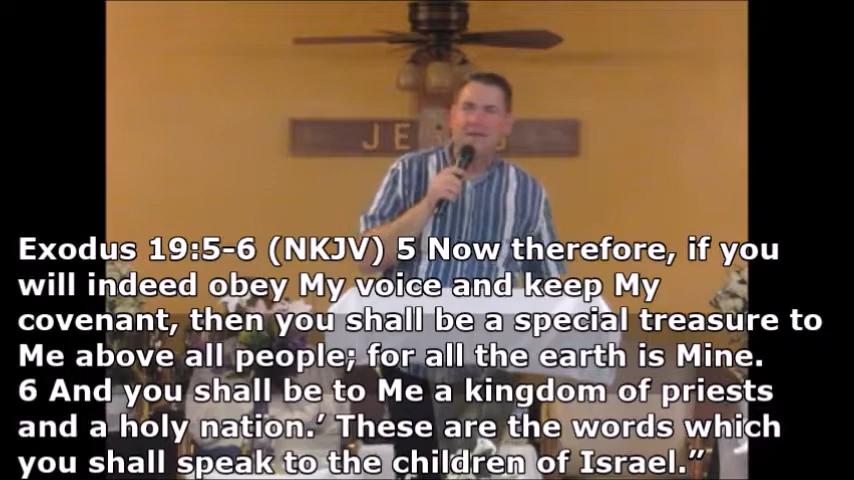 JE
Exodus 19:5-6 (NKJV) 5 Now therefore, if you
will indeed obey My voice and keep My
covenant, then you shall be a special treasure to
Me above all people; for all the earth is Mine.
6 And you shall be to Me a kingdom of priests
and a holy nation.’ These are the words which
you shall speak to the children of Israel.”